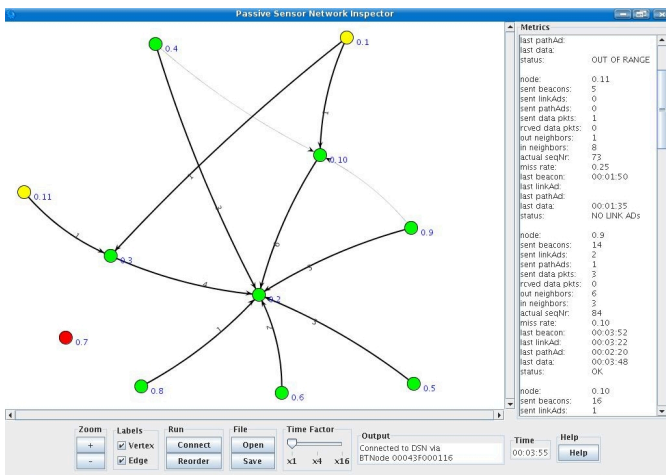 Passive Sensor Network Inspector
0.4
0.1
0.10
0.11
0.9
0.3
0.2
0.7
0.8
0.6
0.5
Metrics
last pathAd:
last data:
status: OUT OF RANGE
node: 0.11
sent beacons: 5
sent linkAds: 0
sent pathAds: 0
sent data pkts: 1
rcved data pkts: 0
out neighbors: 1
in neighbors: 8
actual seqNr: 73
miss rate: 0.25
last beacon: 00:01:50
last linkAd:
last pathAd:
last data: 00:01:35
status: NO LINK ADs
node: 0.9
sent beacons: 14
sent linkAds: 2
sent pathAds: 1
sent data pkts: 3
rcved data pkts: 0
out neighbors: 6
in neighbors: 3
actual seqNr: 84
miss rate: 0.10
last beacon: 00:03:52
last linkAd: 00:03:22
last pathAd: 00:02:20
last data: 00:03:48
status: OK
node: 0.10
sent beacons: 16
sent linkAds: 1
Zoom
+
-
Labels
Vertex
Edge
Run
Connect
Reorder
File
Open
Save
Time Factor
x1 x4 x16
Output
Connected to DSN via
BTNode 00043F000116
Time
00:03:55
Help
Help